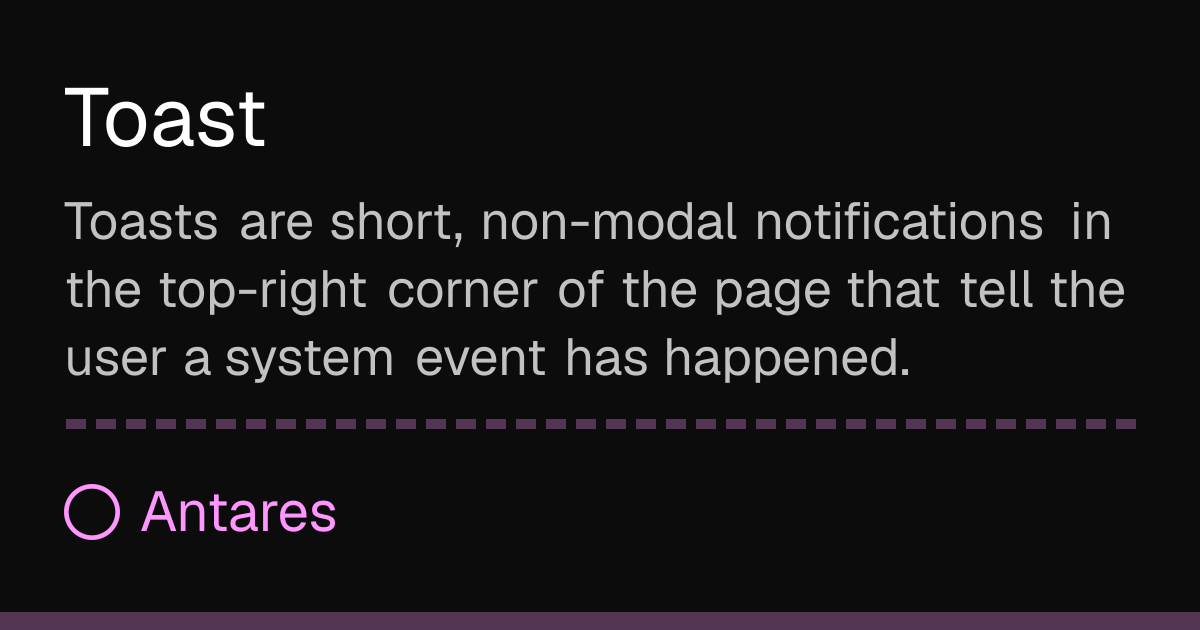 Toast
Toasts are short, non-modal notifications in
the top-right corner of the page that tell the
user a system event has happened.
Antares